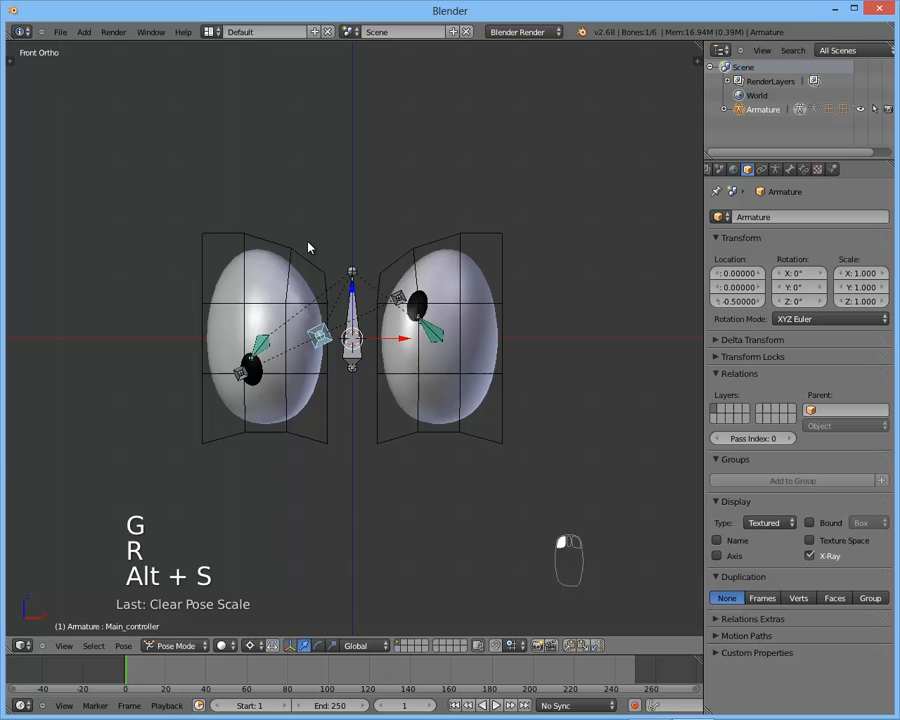 Blender
File Add Render Window Help Default Scene Blender Render v2.68 | Bones:1/6 | Mem:16.94M (0.39M) | Armature
Front Ortho
View Search All Scenes
Scene
RenderLayers
World
Armature
Armature
Armature
Transform
Location: Rotation: Scale:
0.00000 X: 0° X: 1.000
0.00000 Y: 0° Y: 1.000
-0.50000 Z: 0° Z: 1.000
Rotation Mode: XYZ Euler
Delta Transform
Transform Locks
Relations
Layers: Parent:
Object
Pass Index: 0
Groups
Add to Group
Display
Type: Textured Bound Box
Name Texture Space
Axis X-Ray
Duplication
None Frames Verts Faces Group
Relations Extras
Motion Paths
Custom Properties
G
R
Alt + S
Last: Clear Pose Scale
(1) Armature : Main_controller
View Select Pose Pose Mode Global
-40 -20 0 20 40 60 80 100 120 140 160 180 200 220 240 260
View Marker Frame Playback Start: 1 End: 250 1 No Sync